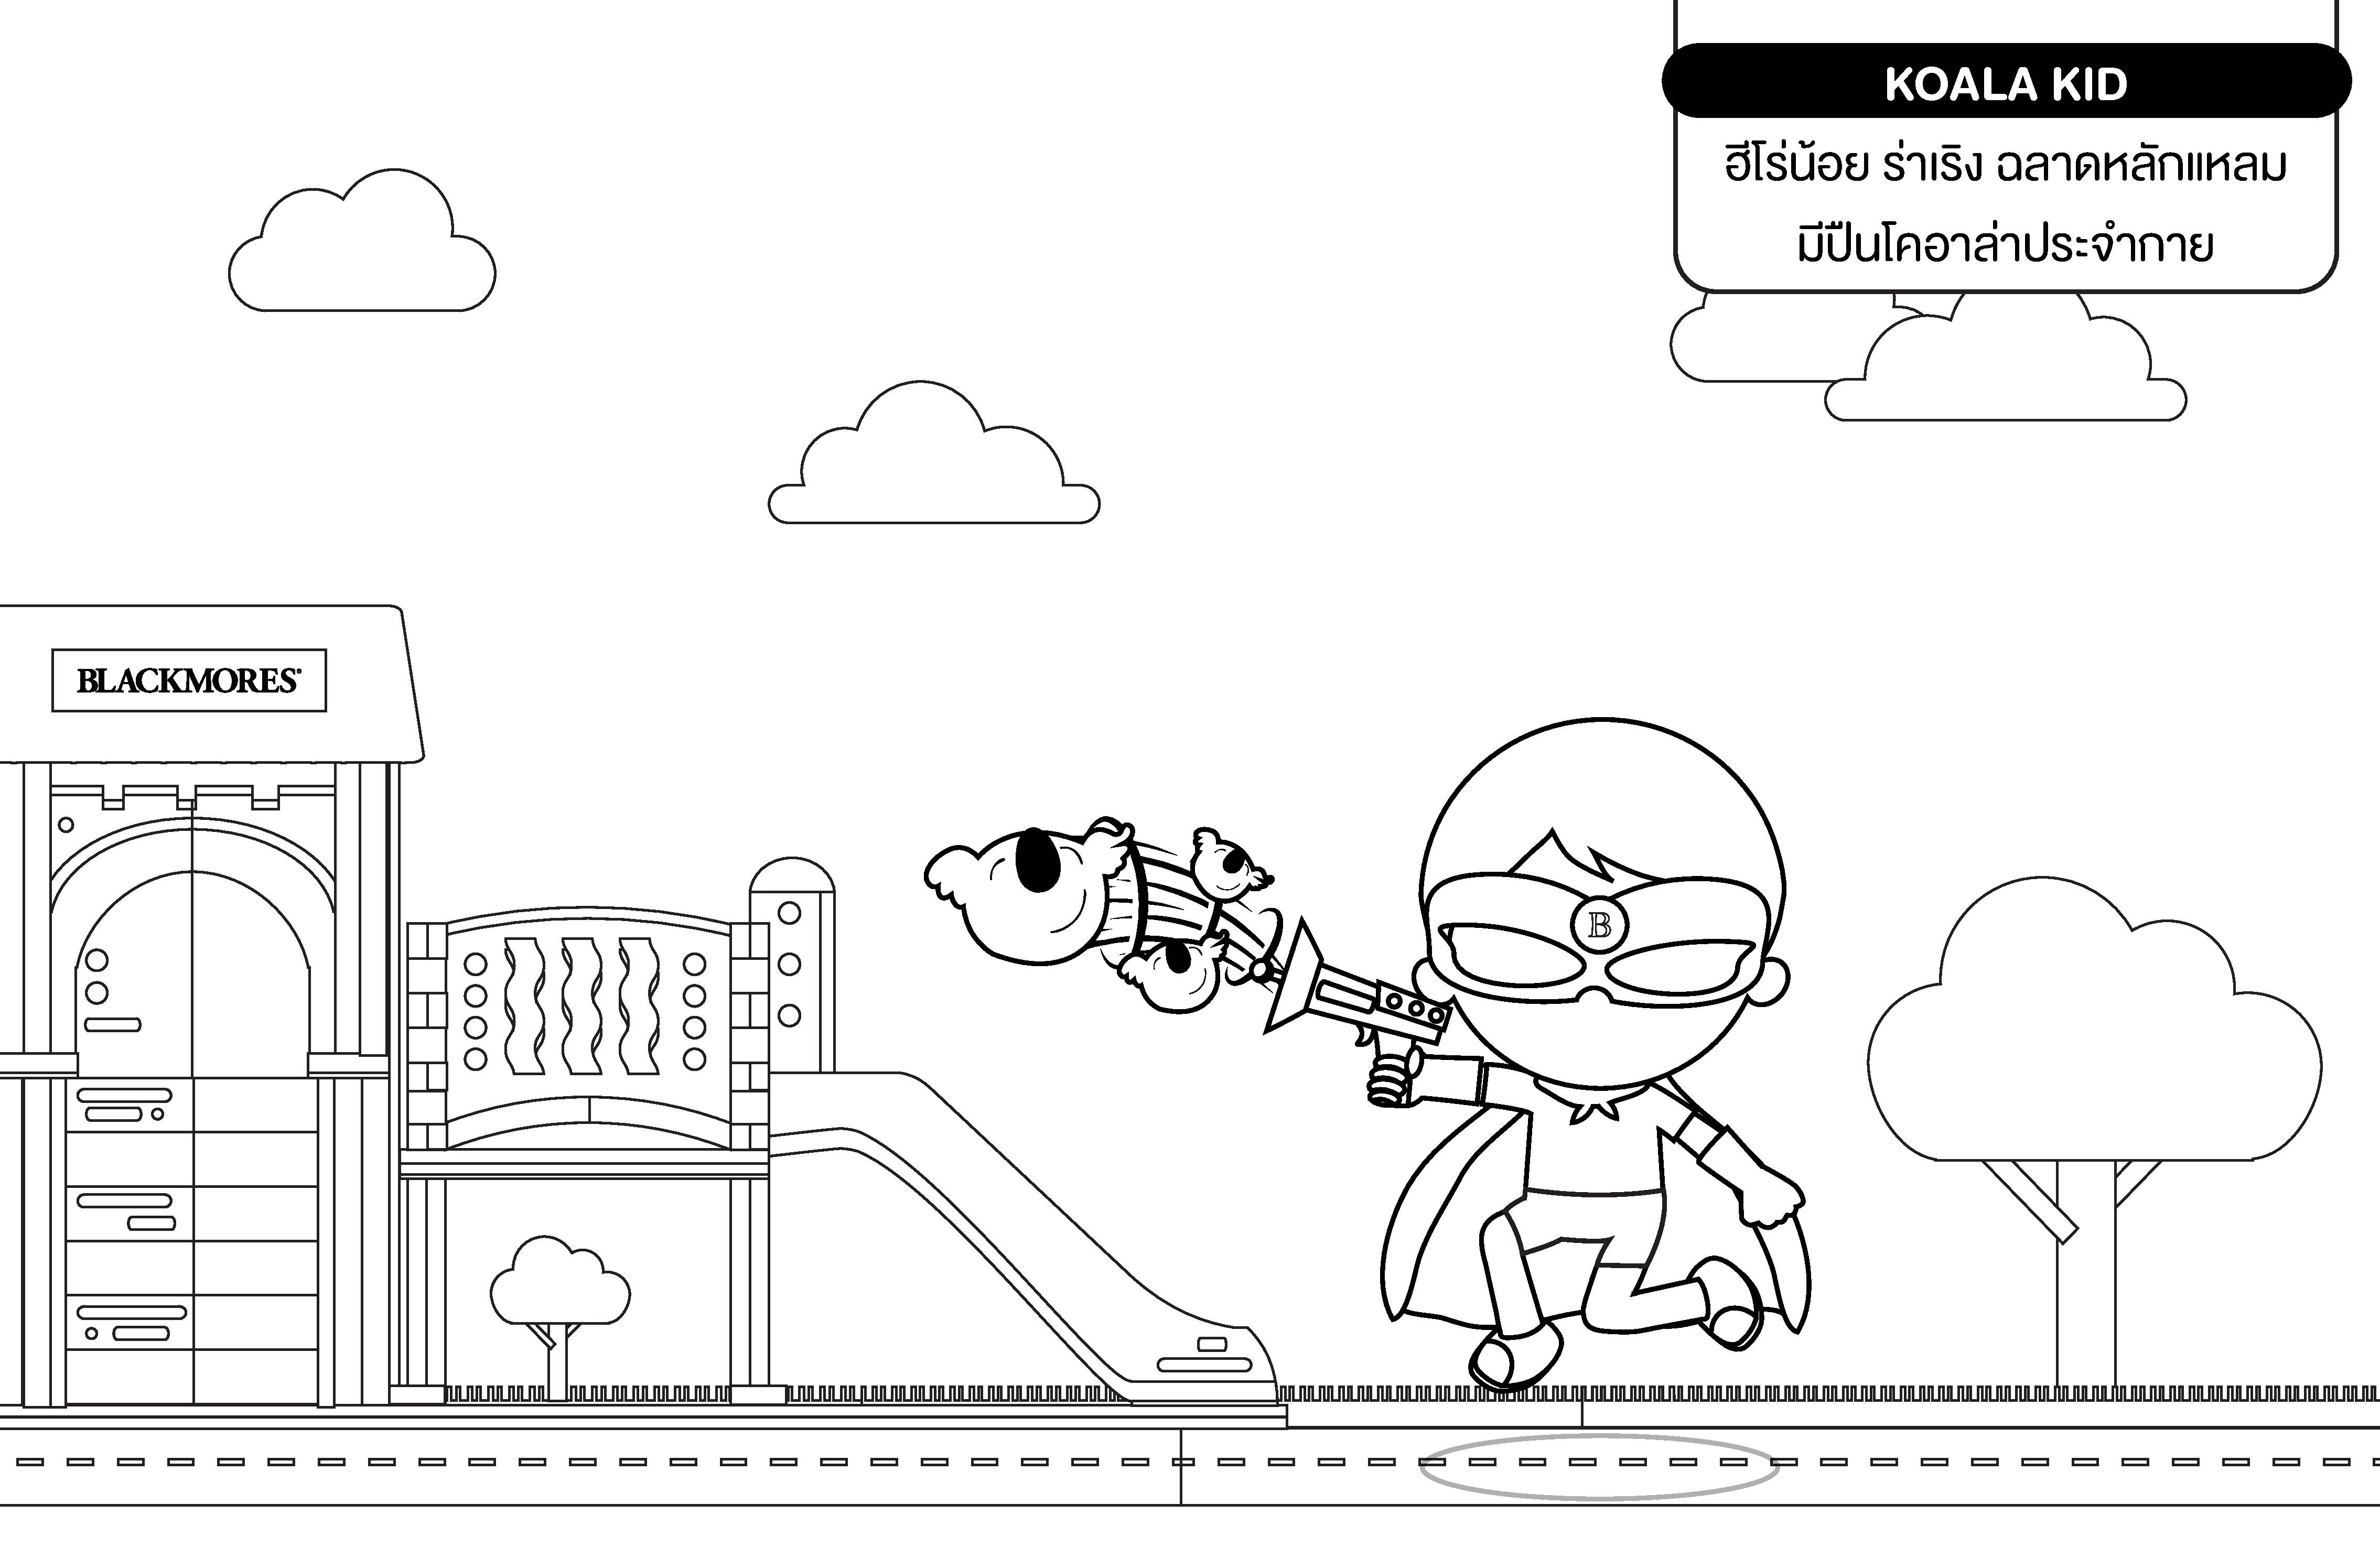 KOALA KID
ฮีโร่น้อย ร่าเริง ฉลาดหลักแหลม
มีปืนโคอาล่าประจำกาย
BLACKMORES®
B